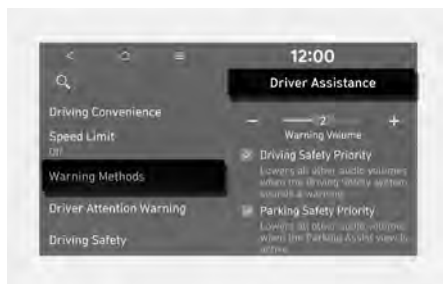 12:00
Driver Assistance
Driving Convenience
Speed Limit
Off
Warning Methods
Driver Attention Warning
Driving Safety
− 2 +
Warning Volume
Driving Safety Priority
Lowers all other audio volumes
when the driving safety system
sounds a warning.
Parking Safety Priority
Lowers all other audio volumes
when the Parking Assist view is
active.